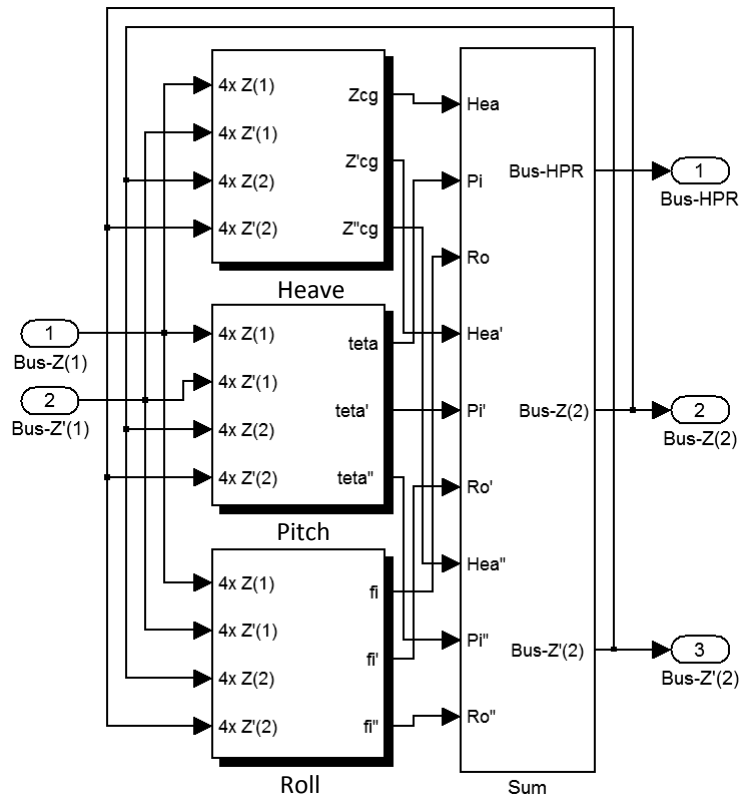 4x Z(1)
4x Z'(1)
4x Z(2)
4x Z'(2)
Zcg
Z'cg
Z"cg
Heave
1
Bus-Z(1)
2
Bus-Z'(1)
4x Z(1)
4x Z'(1)
4x Z(2)
4x Z'(2)
teta
teta'
teta"
Pitch
4x Z(1)
4x Z'(1)
4x Z(2)
4x Z'(2)
fi
fi'
fi"
Roll
Hea
Pi
Ro
Hea'
Pi'
Ro'
Hea"
Pi"
Ro"
Bus-HPR
Bus-Z(2)
Bus-Z'(2)
Sum
1
Bus-HPR
2
Bus-Z(2)
3
Bus-Z'(2)